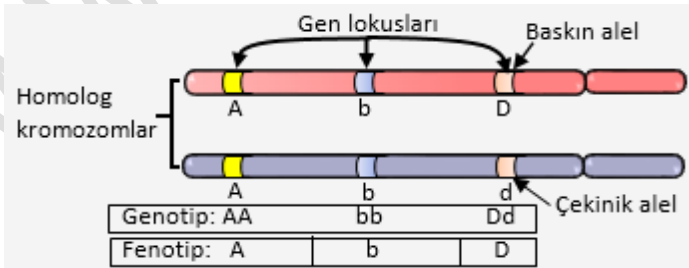 Gen lokusları
Baskın alel
Homolog
kromozomlar
A b D
A b d
Çekinik alel
Genotip: AA bb Dd
Fenotip: A b D